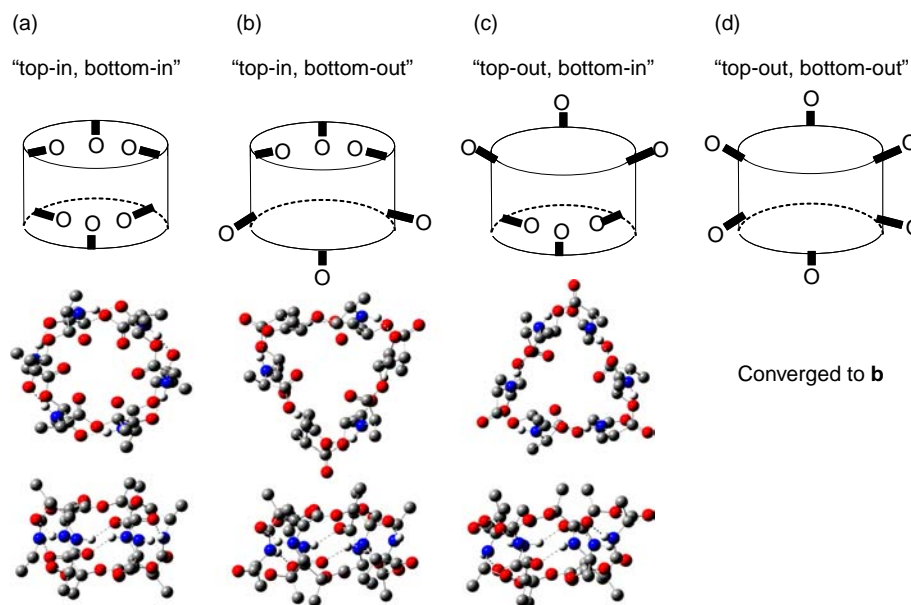 (a)
(b)
(c)
(d)
"top-in, bottom-in"
"top-in, bottom-out"
"top-out, bottom-in"
"top-out, bottom-out"
O O O
O O O
O O O
O O O
O O O
O O O
O O O
O O O
Converged to b